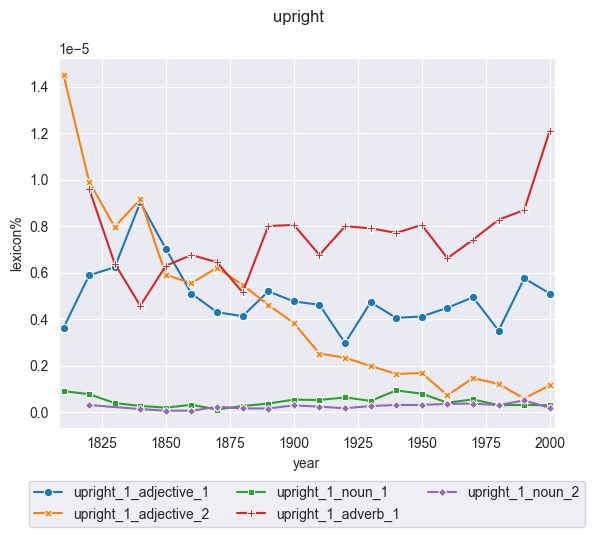 upright
1e−5
1.4
1.2
1.0
0.8
0.6
0.4
0.2
0.0
lexicon%
1825 1850 1875 1900 1925 1950 1975 2000
year
upright_1_adjective_1 upright_1_noun_1 upright_1_noun_2
upright_1_adjective_2 upright_1_adverb_1